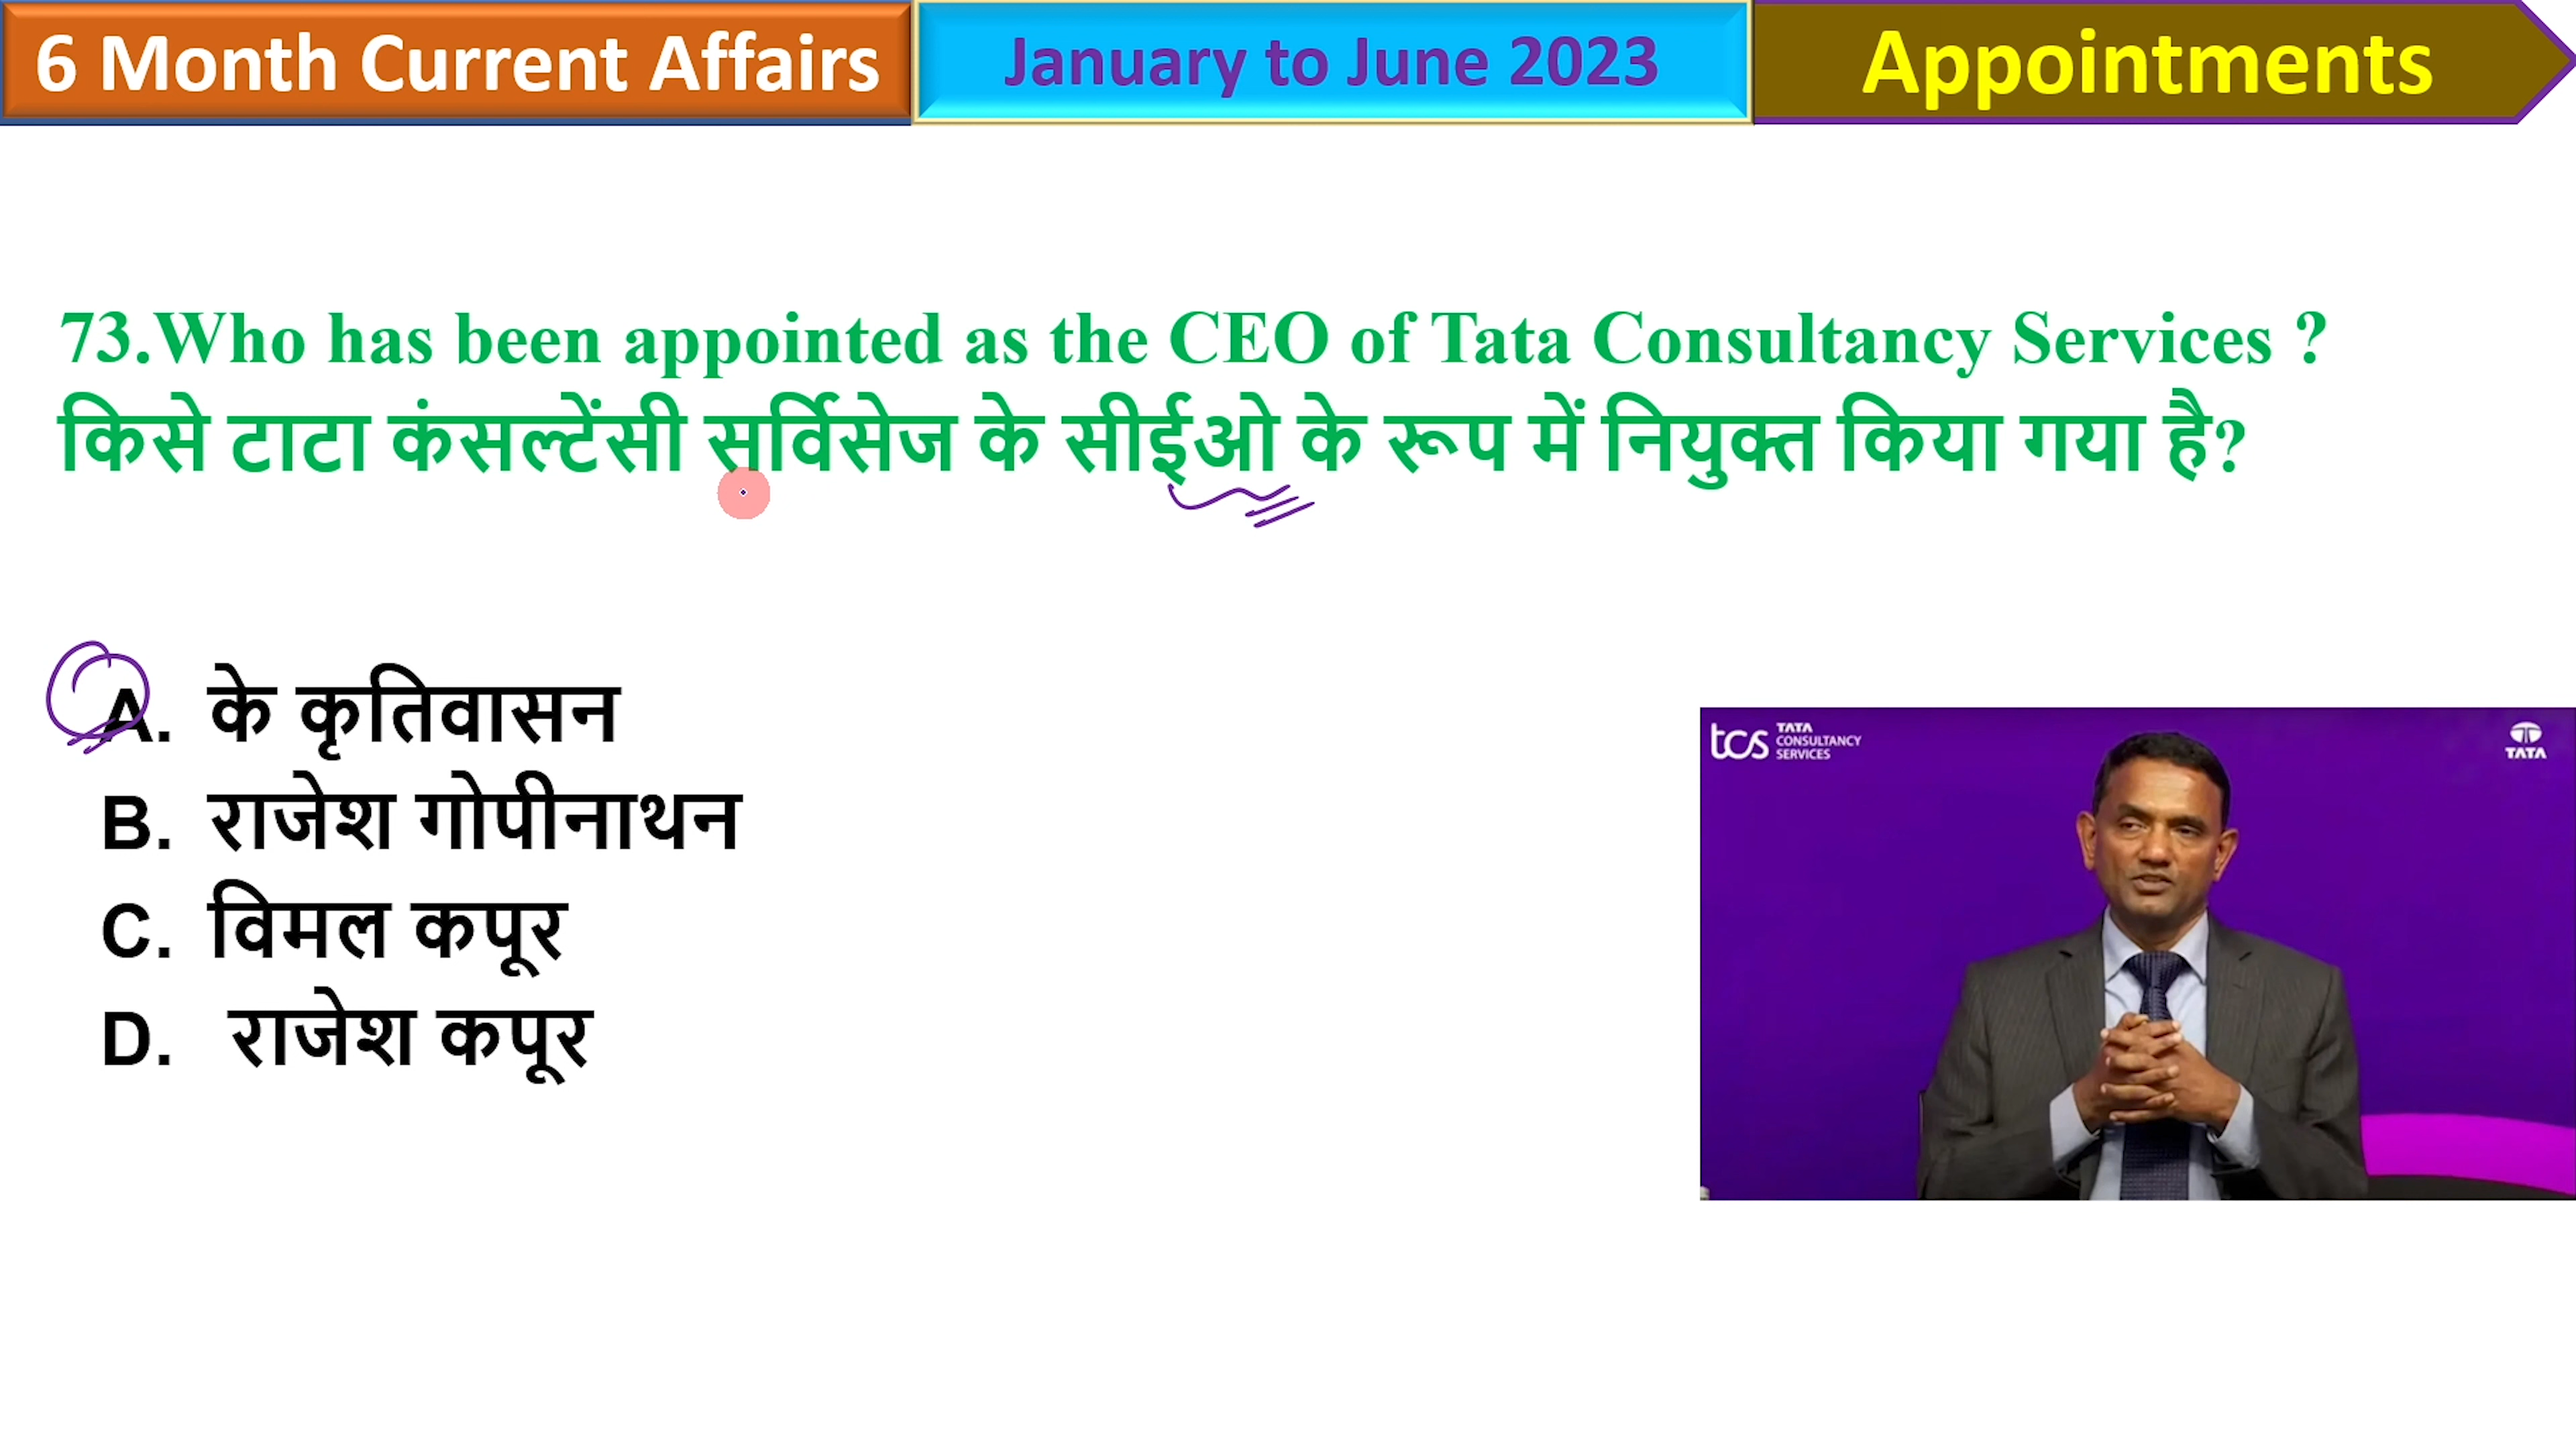 6 Month Current Affairs
January to June 2023
Appointments
73.Who has been appointed as the CEO of Tata Consultancy Services ?
किसे टाटा कंसल्टेंसी सर्विसेज के सीईओ के रूप में नियुक्त किया गया है?
A. के कृतिवासन
B. राजेश गोपीनाथन
C. विमल कपूर
D. राजेश कपूर
tcs TATA
CONSULTANCY
SERVICES
TATA